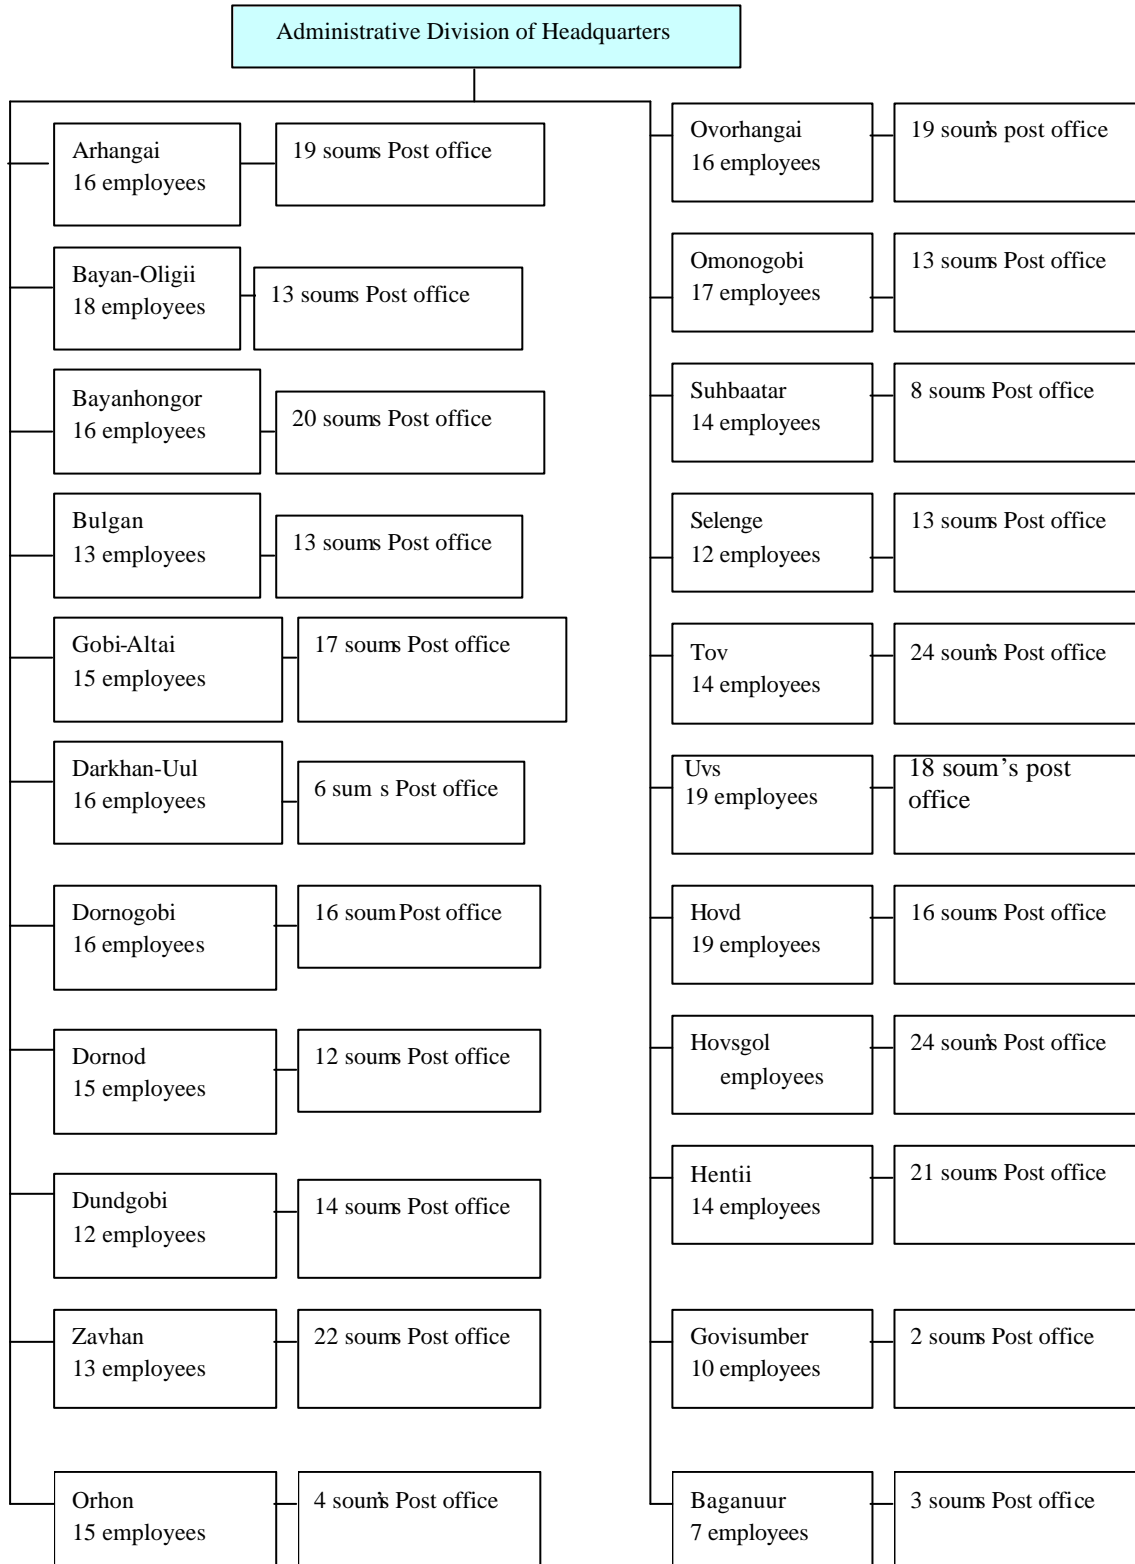 Administrative Division of Headquarters
Arhangai
16 employees
19 soums Post office
Bayan-Oligii
18 employees
13 soums Post office
Bayanhongor
16 employees
20 soums Post office
Bulgan
13 employees
13 soums Post office
Gobi-Altai
15 employees
17 soums Post office
Darkhan-Uul
16 employees
6 sum s Post office
Dornogobi
16 employees
16 soum Post office
Dornod
15 employees
12 soums Post office
Dundgobi
12 employees
14 soums Post office
Zavhan
13 employees
22 soums Post office
Orhon
15 employees
4 soum's Post office
Ovorhangai
16 employees
19 soum's post office
Omonogobi
17 employees
13 soums Post office
Suhbaatar
14 employees
8 soums Post office
Selenge
12 employees
13 soums Post office
Tov
14 employees
24 soum's Post office
Uvs
19 employees
18 soum's post
office
Hovd
19 employees
16 soums Post office
Hovsgol
employees
24 soum's Post office
Hentii
14 employees
21 soums Post office
Govisumber
10 employees
2 soums Post office
Baganuur
7 employees
3 soums Post office